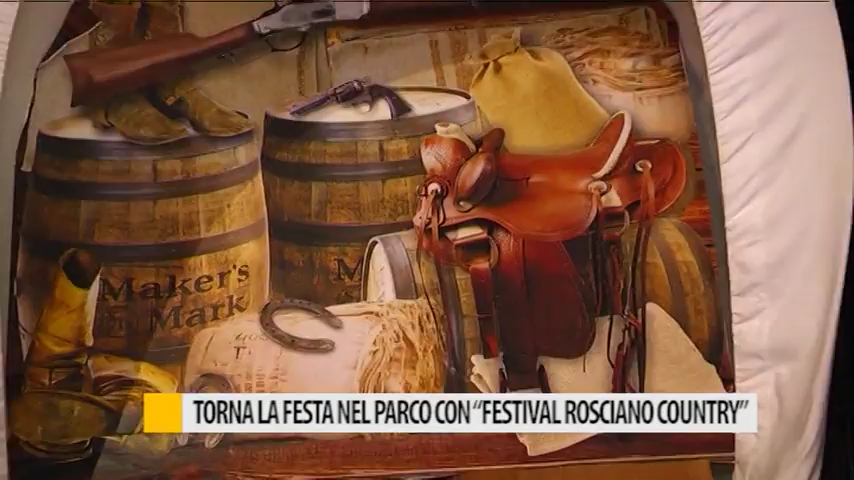 Maker's
Mark
M
TORNA LA FESTA NEL PARCO CON “FESTIVAL ROSCIANO COUNTRY”